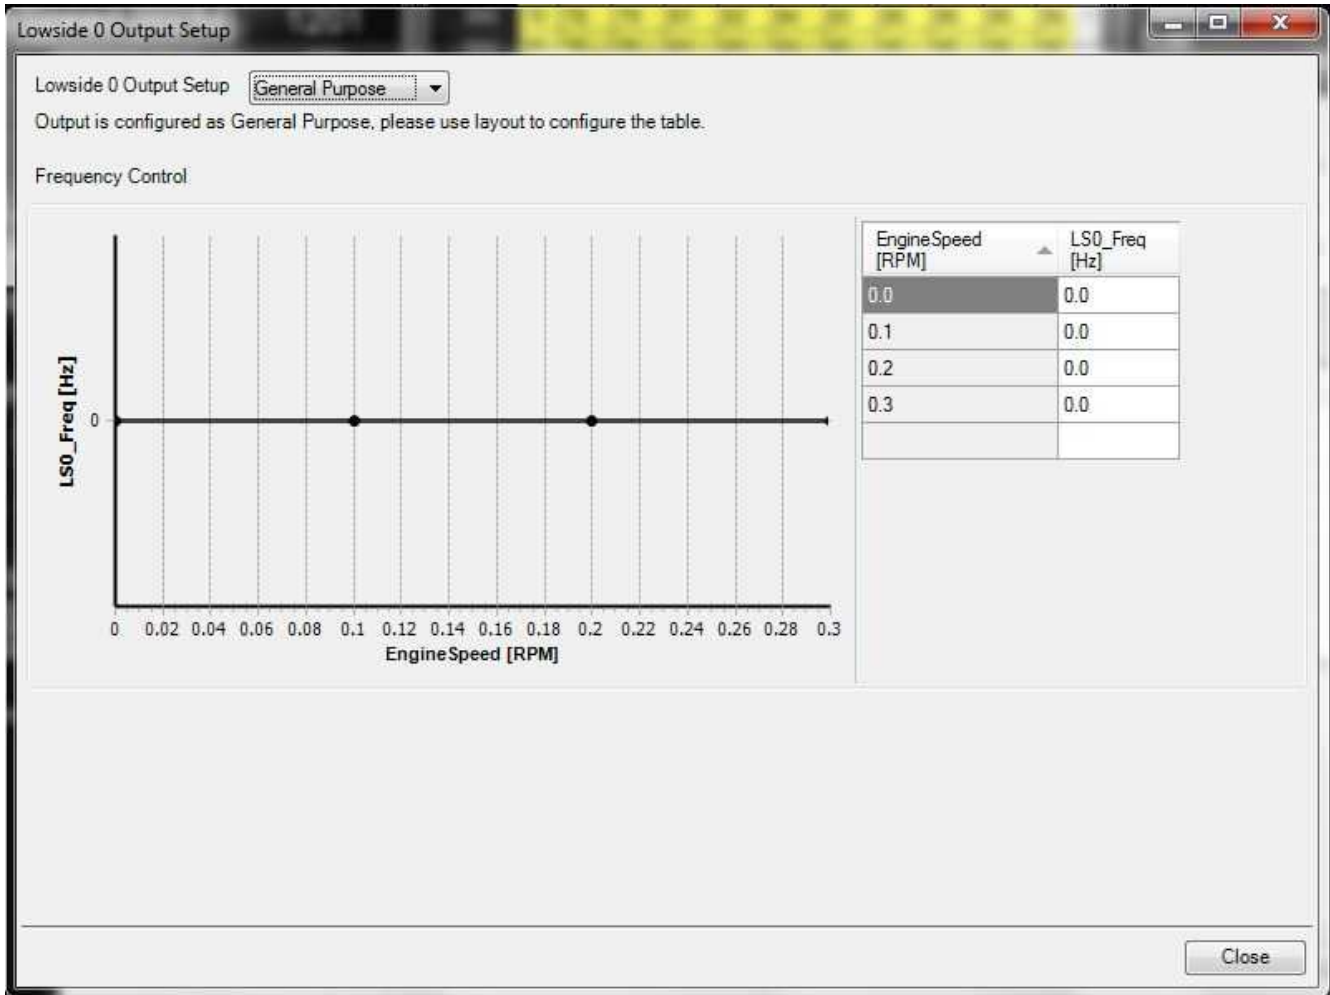 Lowside 0 Output Setup
Lowside 0 Output Setup General Purpose
Output is configured as General Purpose, please use layout to configure the table.
Frequency Control
LS0_Freq [Hz]
0
0 0.02 0.04 0.06 0.08 0.1 0.12 0.14 0.16 0.18 0.2 0.22 0.24 0.26 0.28 0.3
EngineSpeed [RPM]
EngineSpeed [RPM] LS0_Freq [Hz]
0.0 0.0
0.1 0.0
0.2 0.0
0.3 0.0
Close